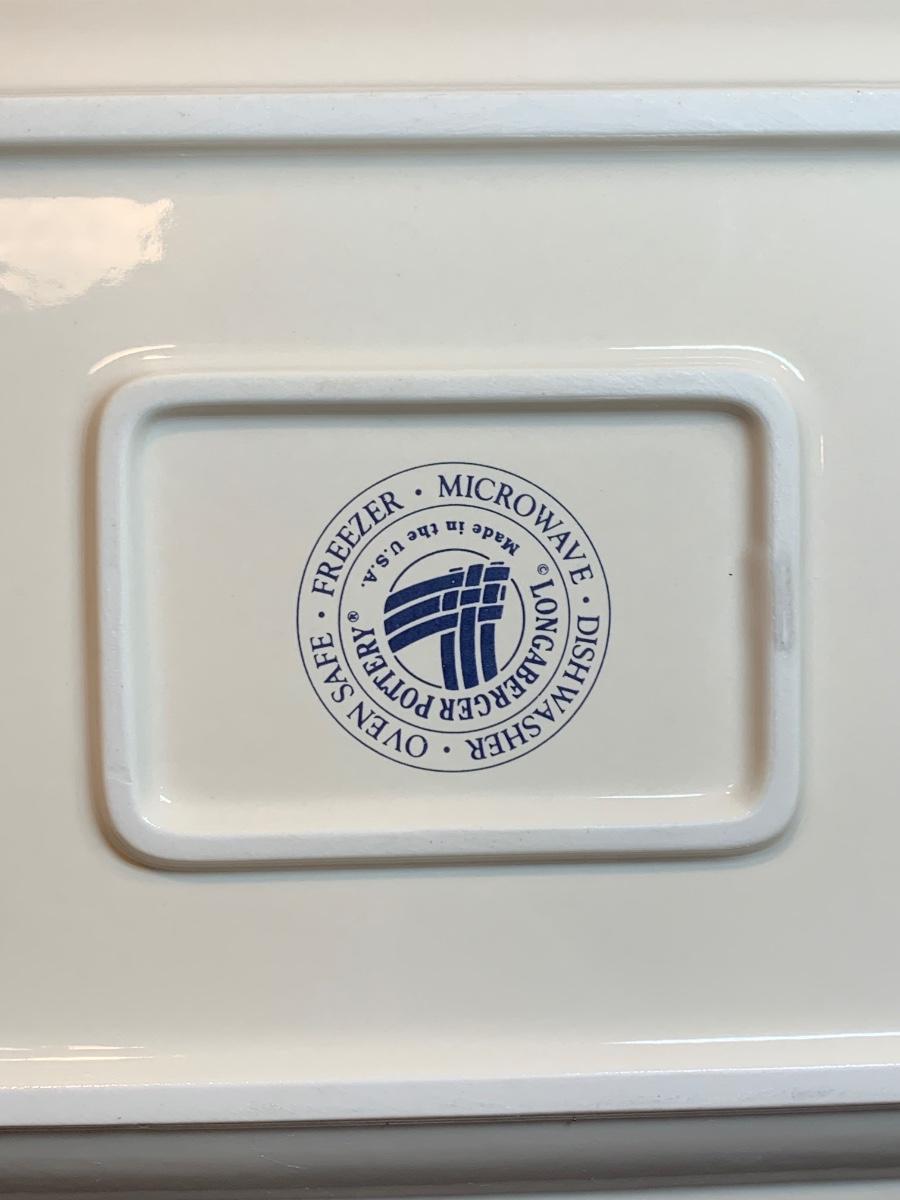 OVEN SAFE · FREEZER · MICROWAVE · DISHWASHER ·
LONGABERGER POTTERY®
Made in the U.S.A.
©